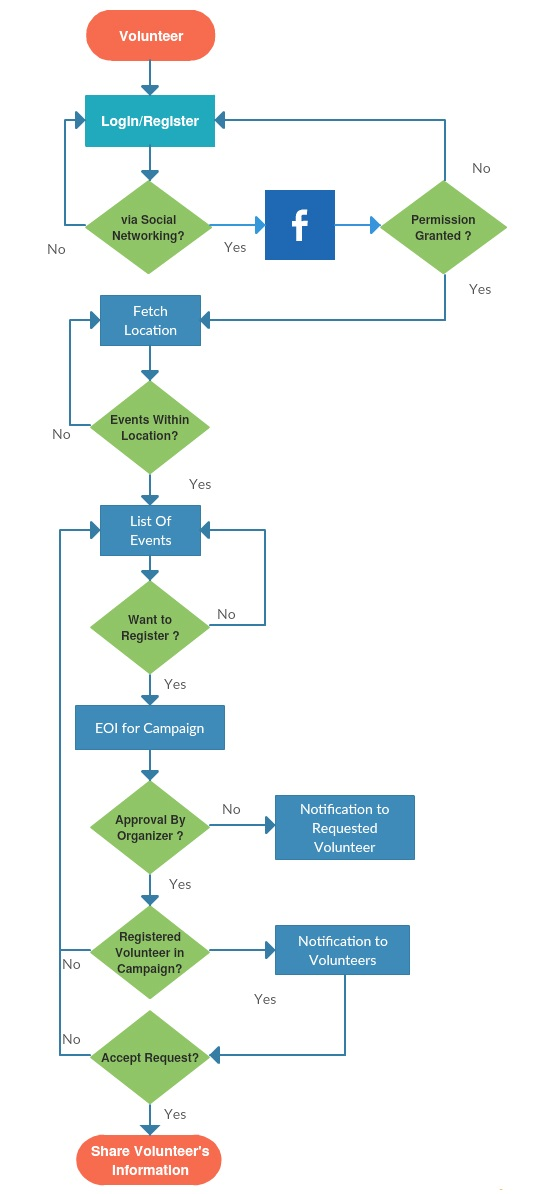 Volunteer
Login/Register
No
via Social
Networking?
Yes
f
Permission
Granted ?
No
Yes
Fetch
Location
Events Within
Location?
No
Yes
List Of
Events
Want to
Register ?
No
Yes
EOI for Campaign
Approval By
Organizer ?
No
Notification to
Requested
Volunteer
Yes
Registered
Volunteer in
Campaign?
No
Notification to
Volunteers
Yes
No
Accept Request?
Yes
Share Volunteer's
Information